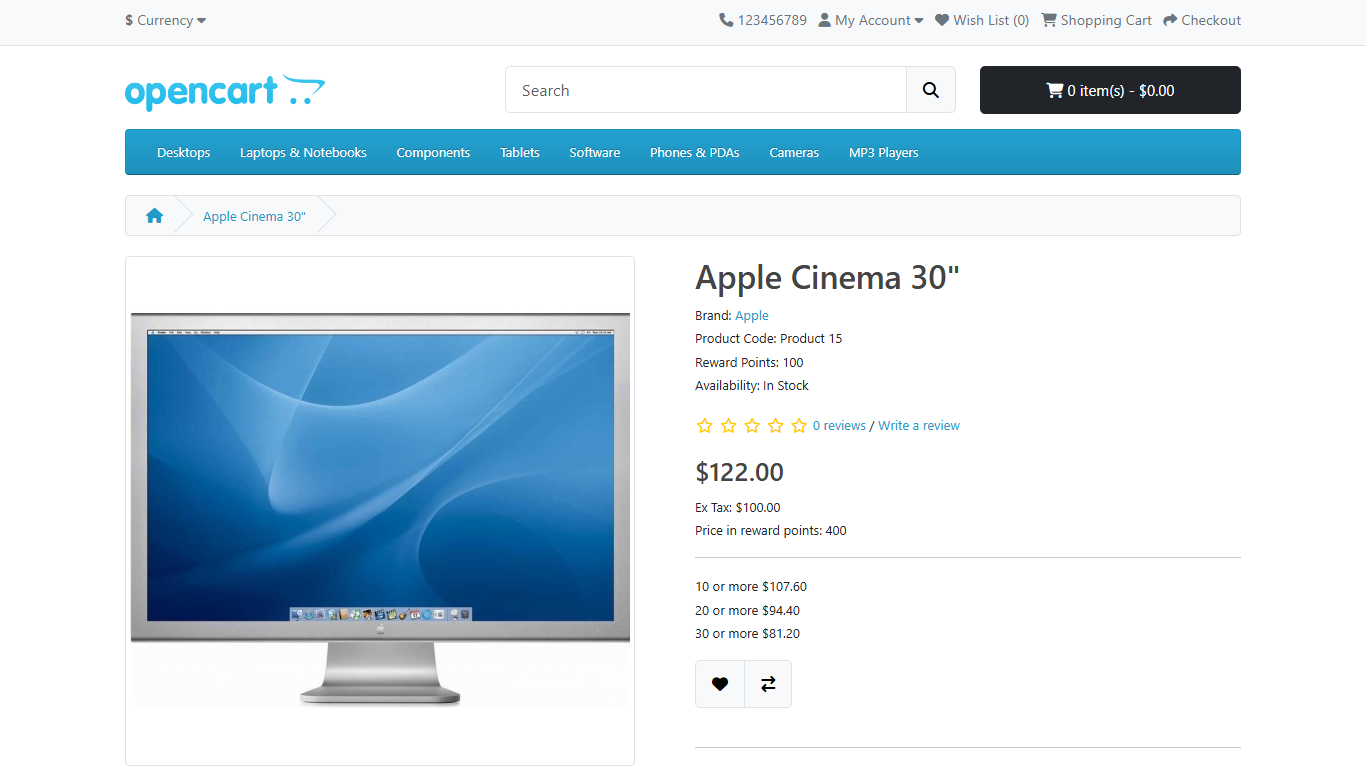 $ Currency
123456789 My Account Wish List (0) Shopping Cart Checkout
opencart
Search
0 item(s) - $0.00
Desktops Laptops & Notebooks Components Tablets Software Phones & PDAs Cameras MP3 Players
Apple Cinema 30"
Apple Cinema 30"
Brand: Apple
Product Code: Product 15
Reward Points: 100
Availability: In Stock
0 reviews / Write a review
$122.00
Ex Tax: $100.00
Price in reward points: 400
10 or more $107.60
20 or more $94.40
30 or more $81.20